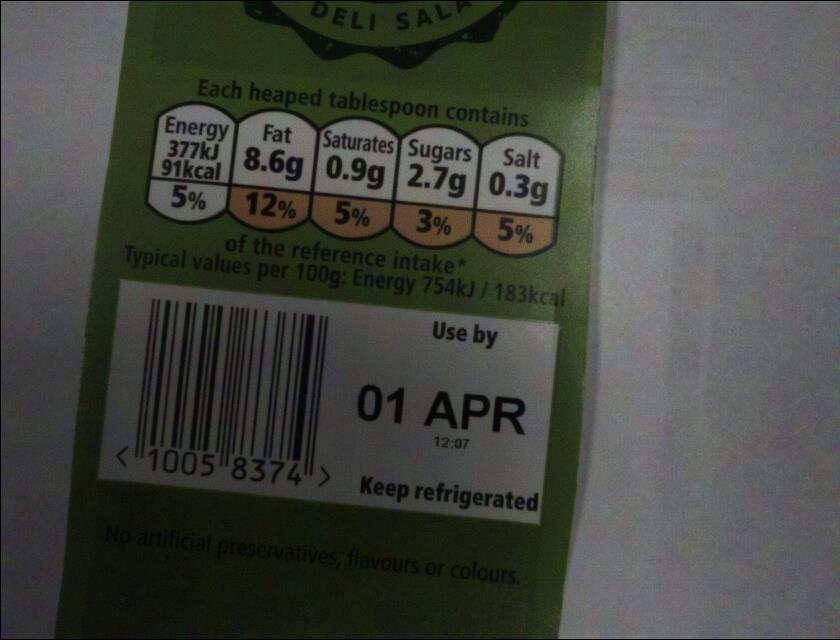 DELI SALA
Each heaped tablespoon contains
Energy
377kJ
91kcal
5%
Fat
8.6g
12%
Saturates
0.9g
5%
Sugars
2.7g
3%
Salt
0.3g
5%
of the reference intake*
Typical values per 100g: Energy 754kJ / 183kcal
Use by
01 APR
12:07
Keep refrigerated
< 1005 8374 >
No artificial preservatives, flavours or colours.